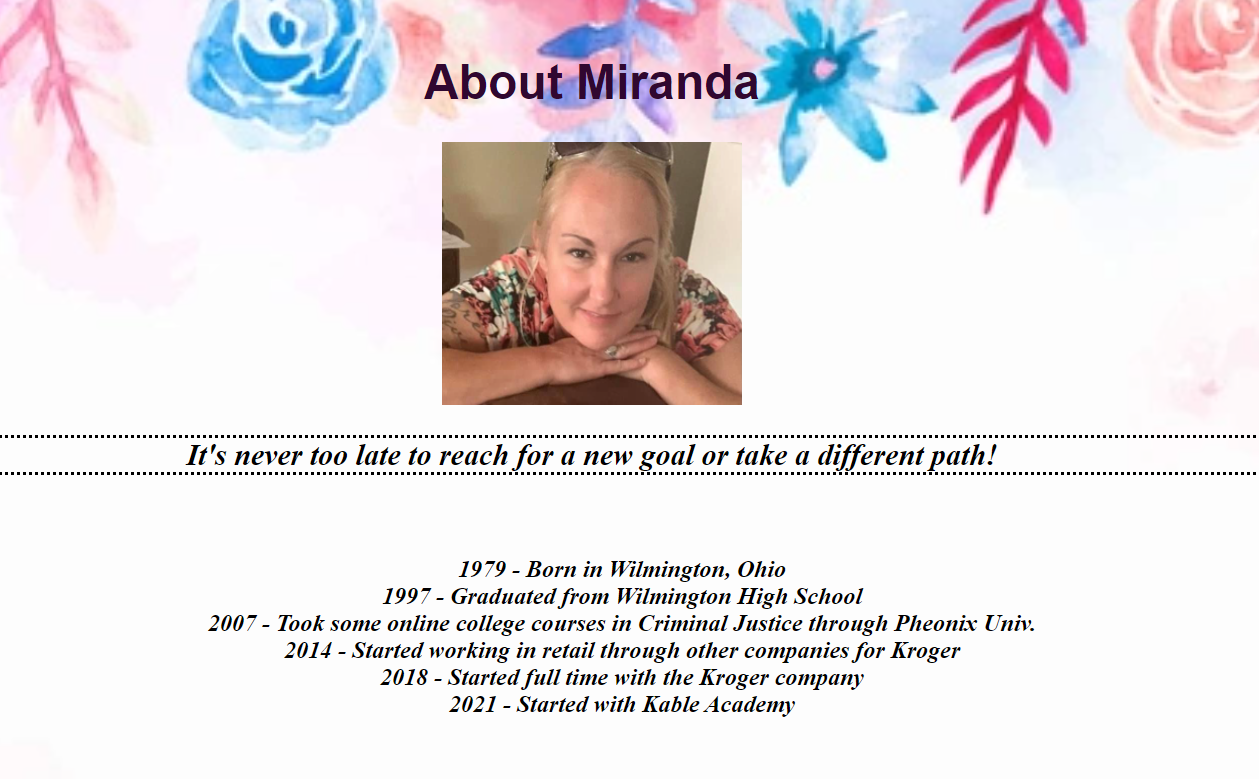 About Miranda
It's never too late to reach for a new goal or take a different path!
1979 - Born in Wilmington, Ohio
1997 - Graduated from Wilmington High School
2007 - Took some online college courses in Criminal Justice through Pheonix Univ.
2014 - Started working in retail through other companies for Kroger
2018 - Started full time with the Kroger company
2021 - Started with Kable Academy